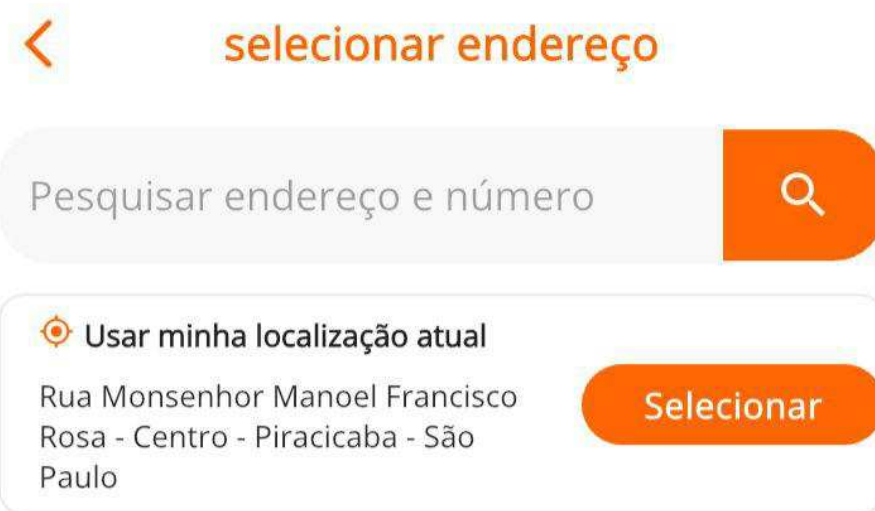 selecionar endereço
Pesquisar endereço e número
Usar minha localização atual
Rua Monsenhor Manoel Francisco
Rosa - Centro - Piracicaba - São
Paulo
Selecionar